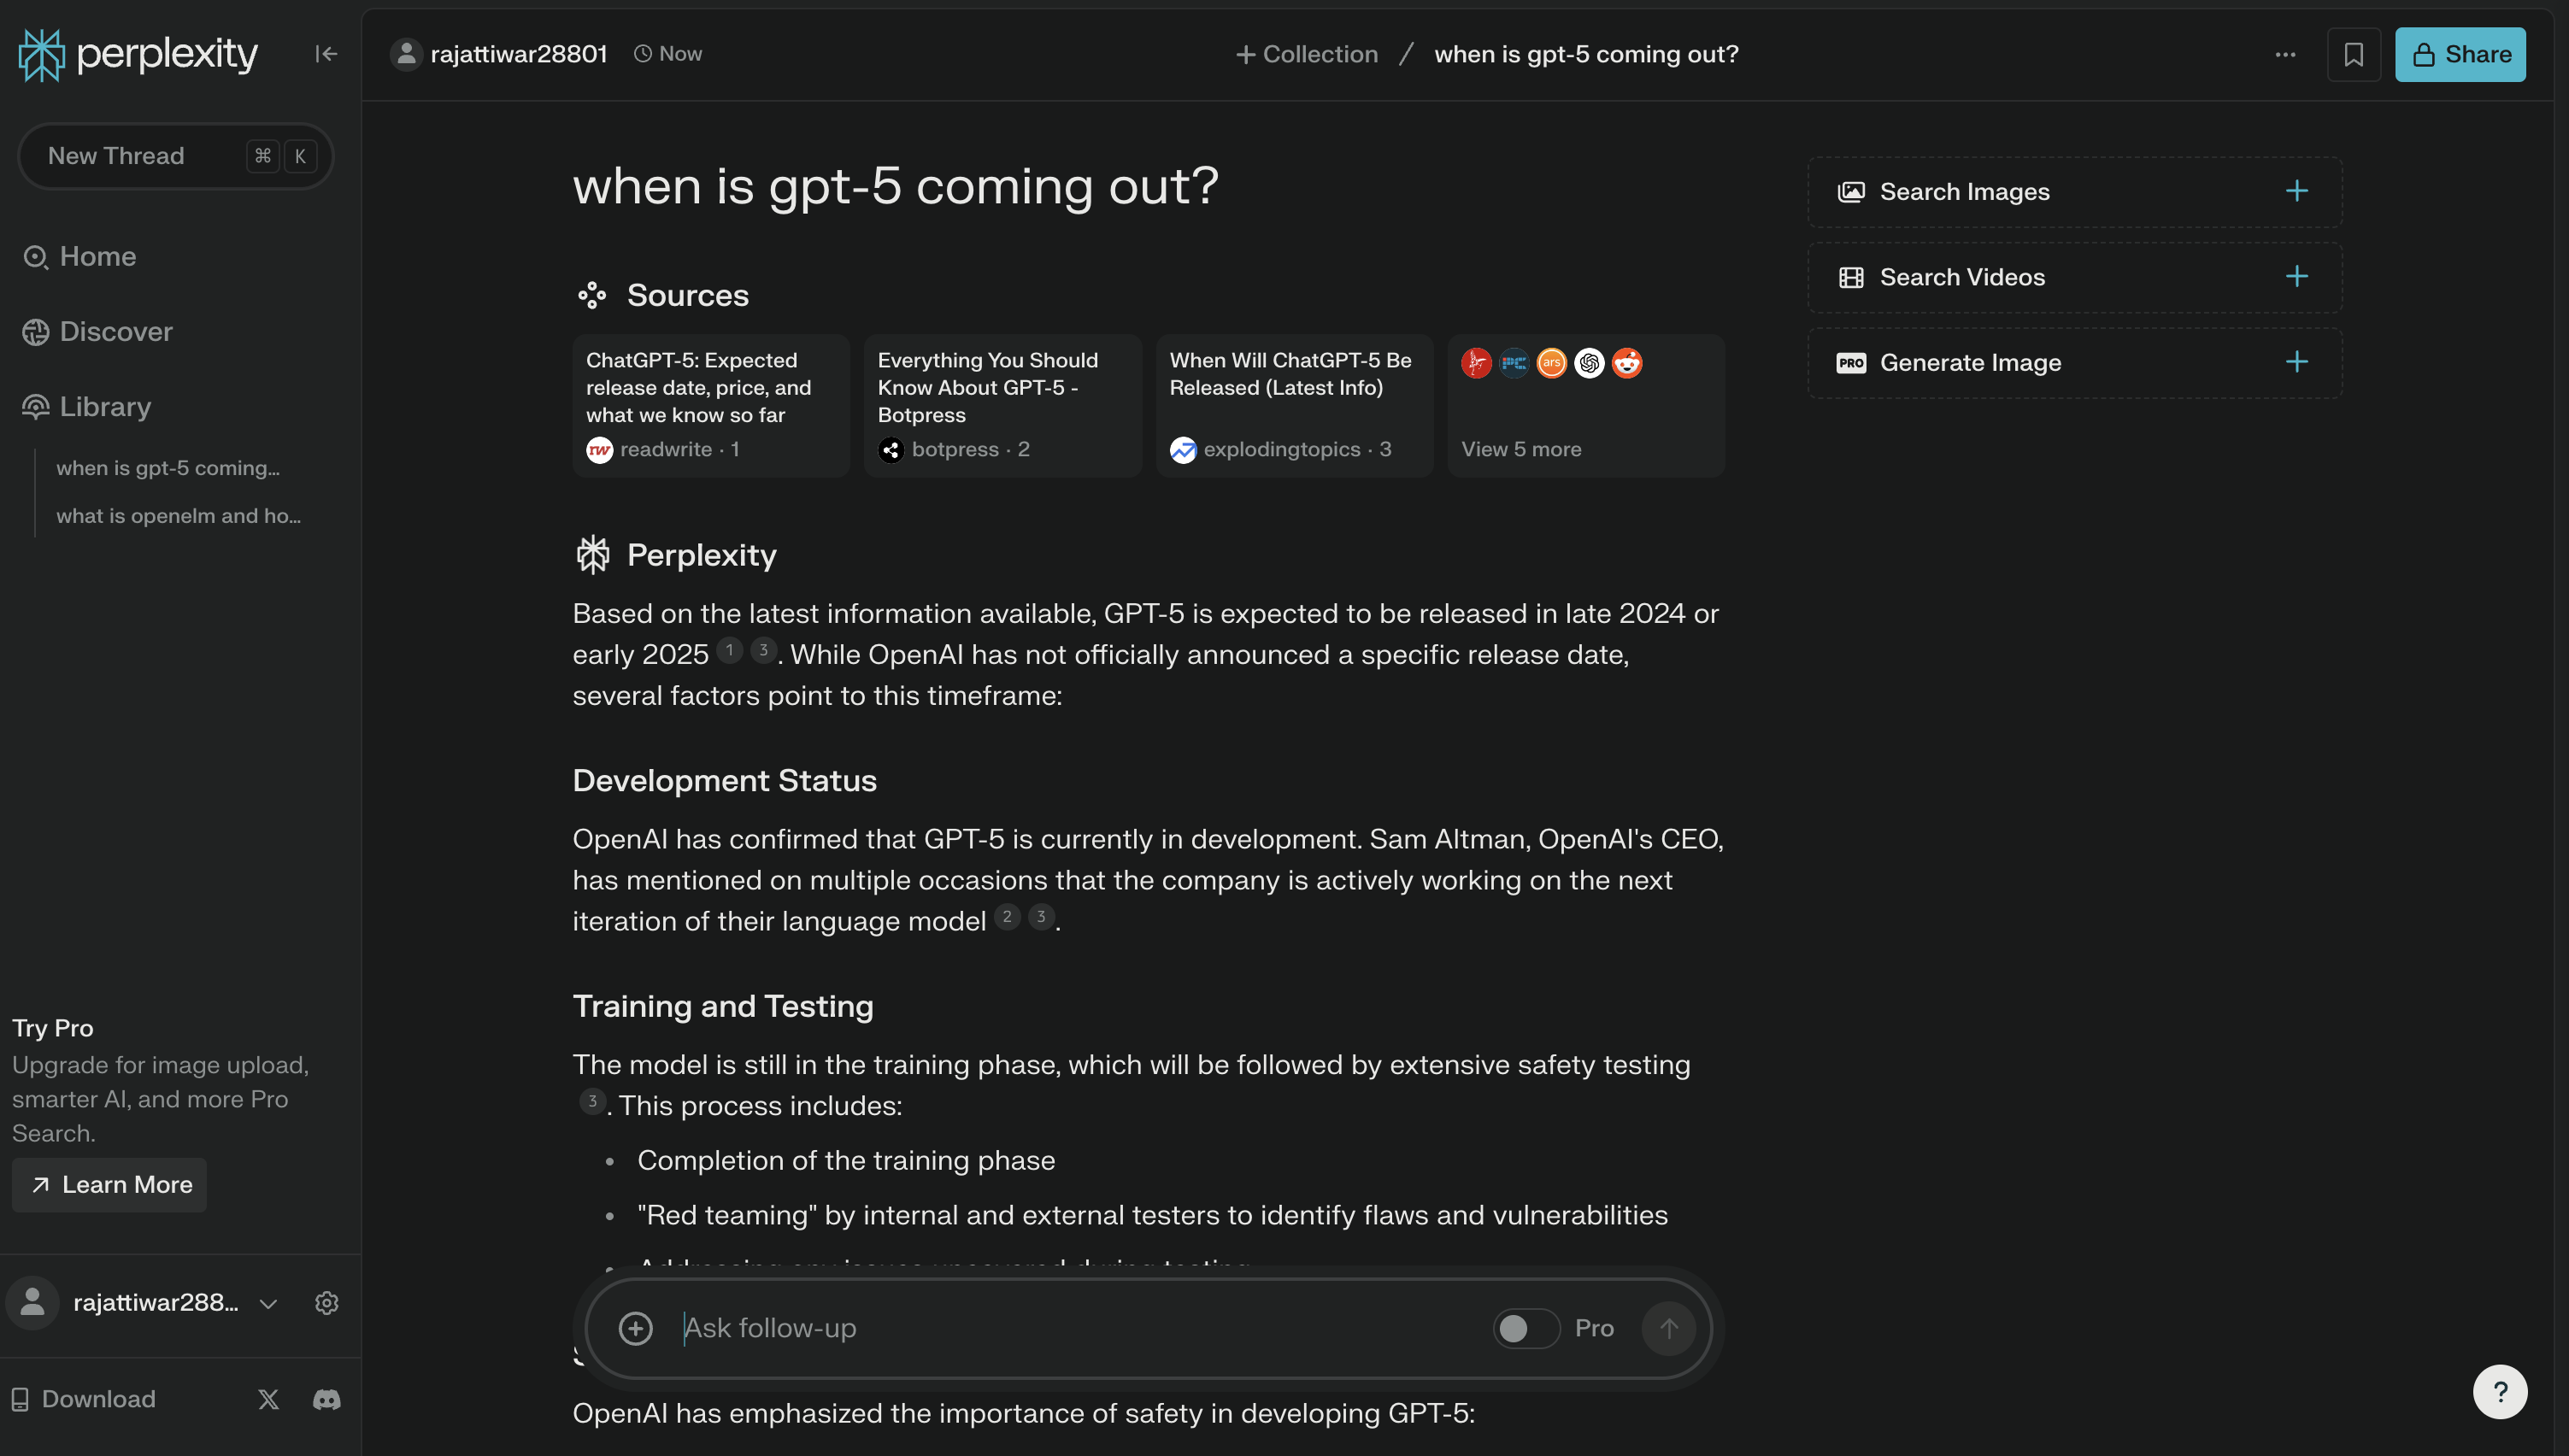 perplexity
New Thread
⌘ K
Home
Discover
Library
when is gpt-5 coming...
what is openelm and ho...
Try Pro
Upgrade for image upload,
smarter AI, and more Pro
Search.
Learn More
rajattiwar288...
Download
rajattiwar28801 Now
Collection / when is gpt-5 coming out?
Share
when is gpt-5 coming out?
Sources
ChatGPT-5: Expected
release date, price, and
what we know so far
rw readwrite · 1
Everything You Should
Know About GPT-5 -
Botpress
botpress · 2
When Will ChatGPT-5 Be
Released (Latest Info)
explodingtopics · 3
ars
View 5 more
Perplexity
Based on the latest information available, GPT-5 is expected to be released in late 2024 or
early 2025 1 3. While OpenAI has not officially announced a specific release date,
several factors point to this timeframe:
Development Status
OpenAI has confirmed that GPT-5 is currently in development. Sam Altman, OpenAI's CEO,
has mentioned on multiple occasions that the company is actively working on the next
iteration of their language model 2 3.
Training and Testing
The model is still in the training phase, which will be followed by extensive safety testing
3. This process includes:
• Completion of the training phase
• "Red teaming" by internal and external testers to identify flaws and vulnerabilities
• Addressing any issues uncovered during testing
Ask follow-up
Pro
OpenAI has emphasized the importance of safety in developing GPT-5:
Search Images
Search Videos
PRO Generate Image
?